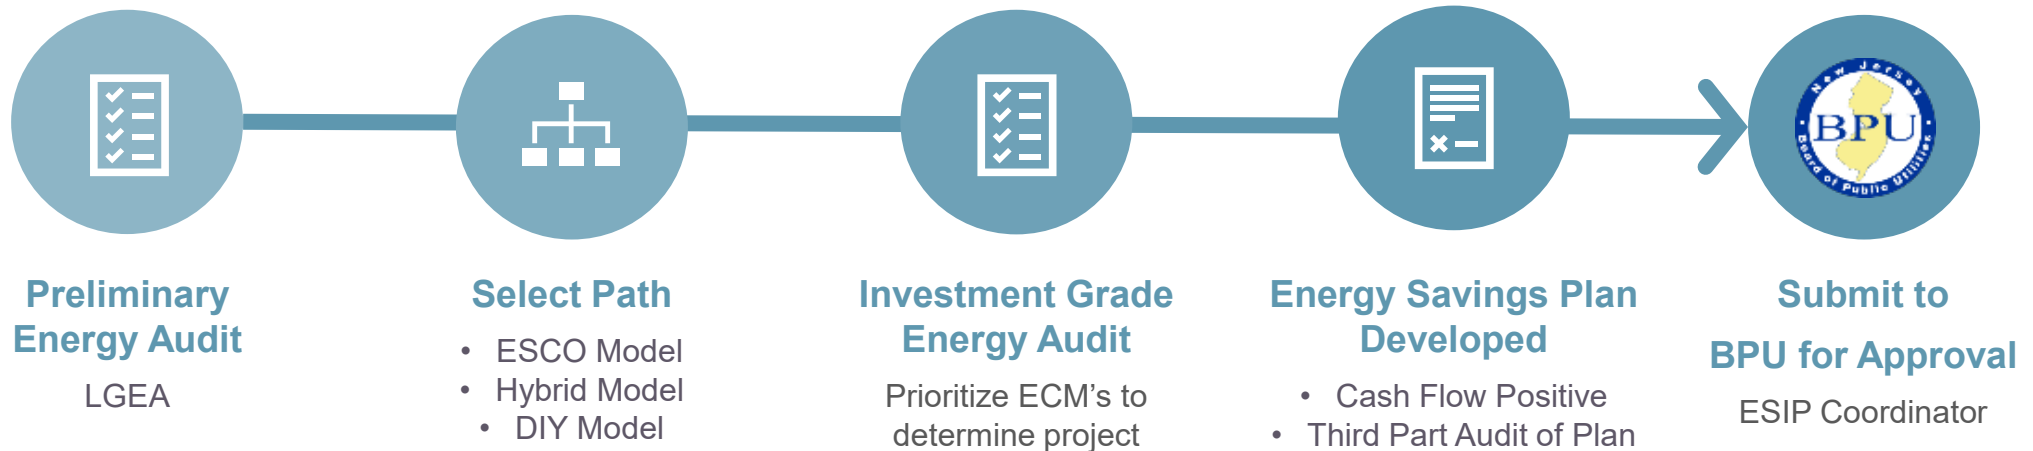 New Jersey
BPU
Board of Public Utilities
Preliminary
Energy Audit
LGEA
Select Path
• ESCO Model
• Hybrid Model
• DIY Model
Investment Grade
Energy Audit
Prioritize ECM’s to
determine project
Energy Savings Plan
Developed
• Cash Flow Positive
• Third Part Audit of Plan
Submit to
BPU for Approval
ESIP Coordinator